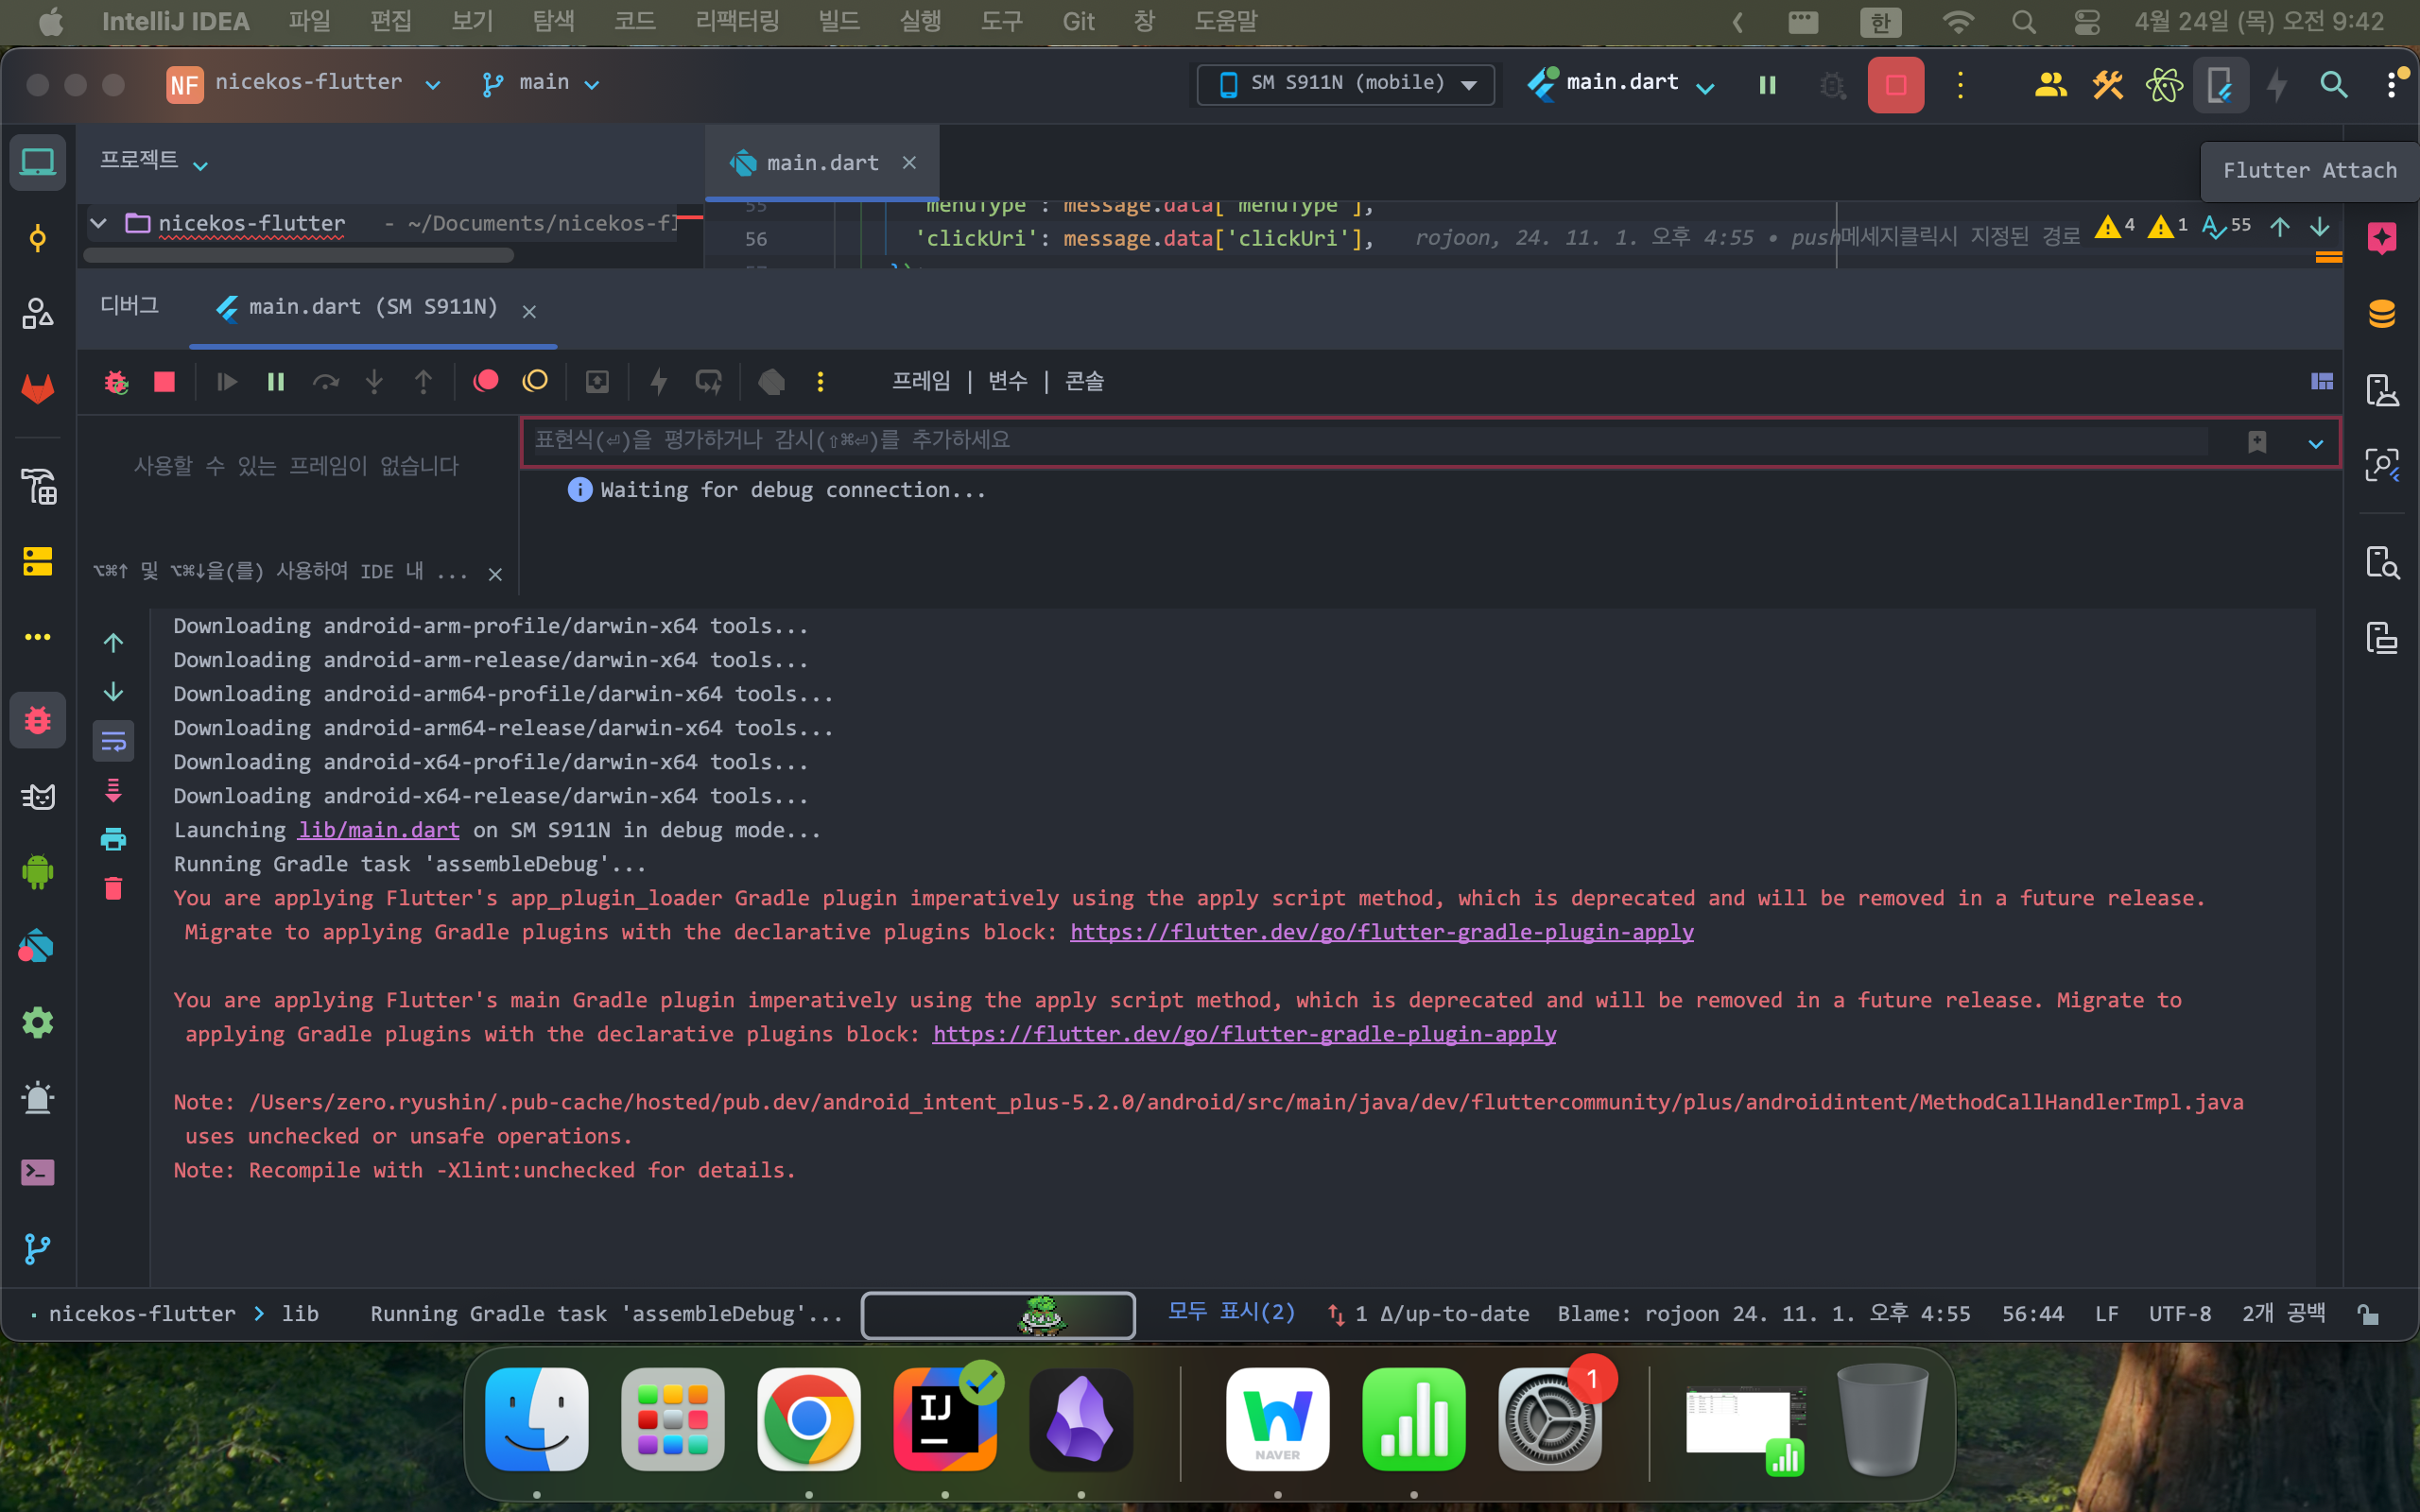 IntelliJ IDEA 파일 편집 보기 탐색 코드 리팩터링 빌드 실행 도구 Git 창 도움말 한 4월 24일 (목) 오전 9:42
NF nicekos-flutter main SM S911N (mobile) main.dart
프로젝트 main.dart
Flutter Attach
nicekos-flutter - ~/Documents/nicekos-fl
55 'menuType': message.data['menuType'],
56 'clickUri': message.data['clickUri'], rojoon, 24. 11. 1. 오후 4:55 • push메세지클릭시 지정된 경로 4 1 55
디버그 main.dart (SM S911N)
프레임 | 변수 | 콘솔
표현식(⏎)을 평가하거나 감시(⇧⌘⏎)를 추가하세요
사용할 수 있는 프레임이 없습니다
Waiting for debug connection...
⌥⌘↑ 및 ⌥⌘↓을(를) 사용하여 IDE 내 ...
Downloading android-arm-profile/darwin-x64 tools...
Downloading android-arm-release/darwin-x64 tools...
Downloading android-arm64-profile/darwin-x64 tools...
Downloading android-arm64-release/darwin-x64 tools...
Downloading android-x64-profile/darwin-x64 tools...
Downloading android-x64-release/darwin-x64 tools...
Launching lib/main.dart on SM S911N in debug mode...
Running Gradle task 'assembleDebug'...
You are applying Flutter's app_plugin_loader Gradle plugin imperatively using the apply script method, which is deprecated and will be removed in a future release.
Migrate to applying Gradle plugins with the declarative plugins block: https://flutter.dev/go/flutter-gradle-plugin-apply
You are applying Flutter's main Gradle plugin imperatively using the apply script method, which is deprecated and will be removed in a future release. Migrate to
applying Gradle plugins with the declarative plugins block: https://flutter.dev/go/flutter-gradle-plugin-apply
Note: /Users/zero.ryushin/.pub-cache/hosted/pub.dev/android_intent_plus-5.2.0/android/src/main/java/dev/fluttercommunity/plus/androidintent/MethodCallHandlerImpl.java
uses unchecked or unsafe operations.
Note: Recompile with -Xlint:unchecked for details.
nicekos-flutter lib Running Gradle task 'assembleDebug'... 모두 표시(2) 1 Δ/up-to-date Blame: rojoon 24. 11. 1. 오후 4:55 56:44 LF UTF-8 2개 공백
IJ
NAVER
1